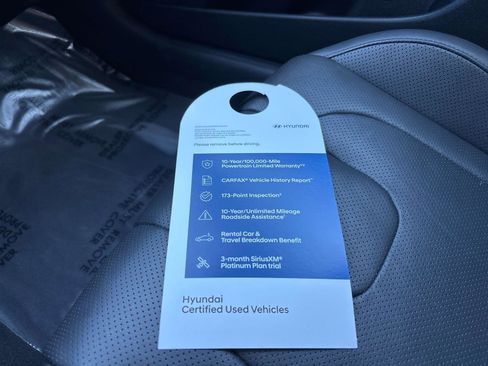 HYUNDAI
Please remove before driving.
10-Year/100,000-Mile
Powertrain Limited Warranty
CARFAX® Vehicle History Report
173-Point Inspection
10-Year/Unlimited Mileage
Roadside Assistance
Rental Car &
Travel Breakdown Benefit
3-month SiriusXM®
Platinum Plan trial
Hyundai
Certified Used Vehicles